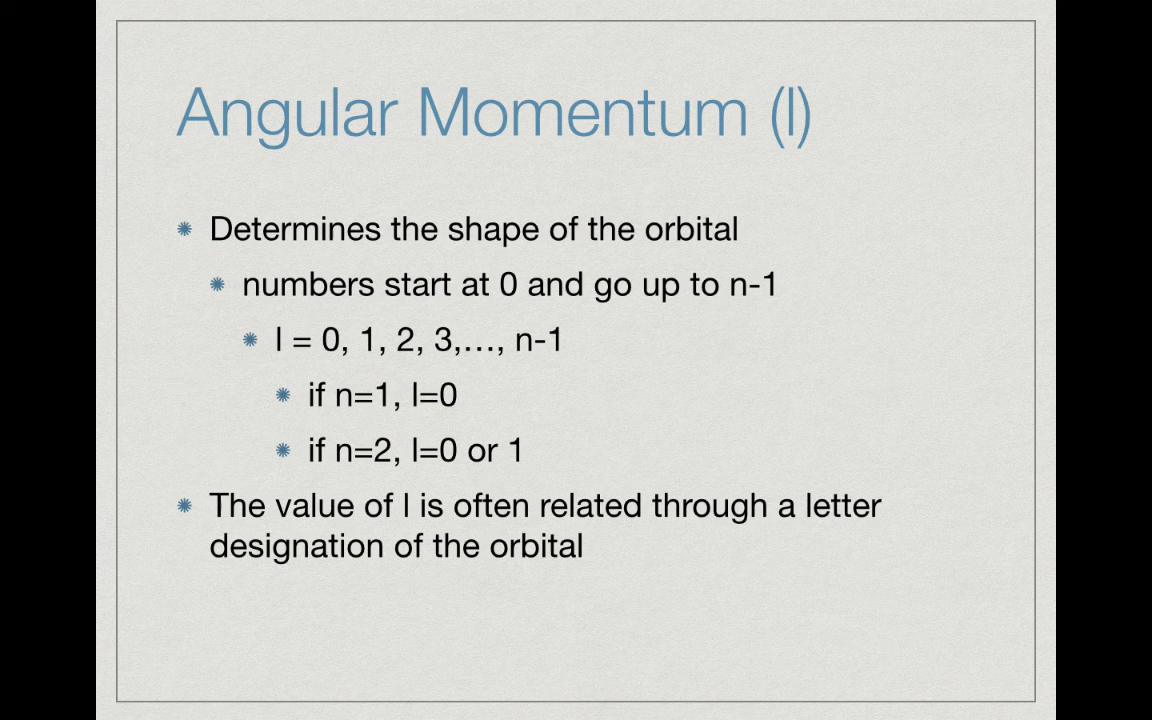 Angular Momentum (l)
Determines the shape of the orbital
numbers start at 0 and go up to n-1
l = 0, 1, 2, 3,…, n-1
if n=1, l=0
if n=2, l=0 or 1
The value of l is often related through a letter
designation of the orbital